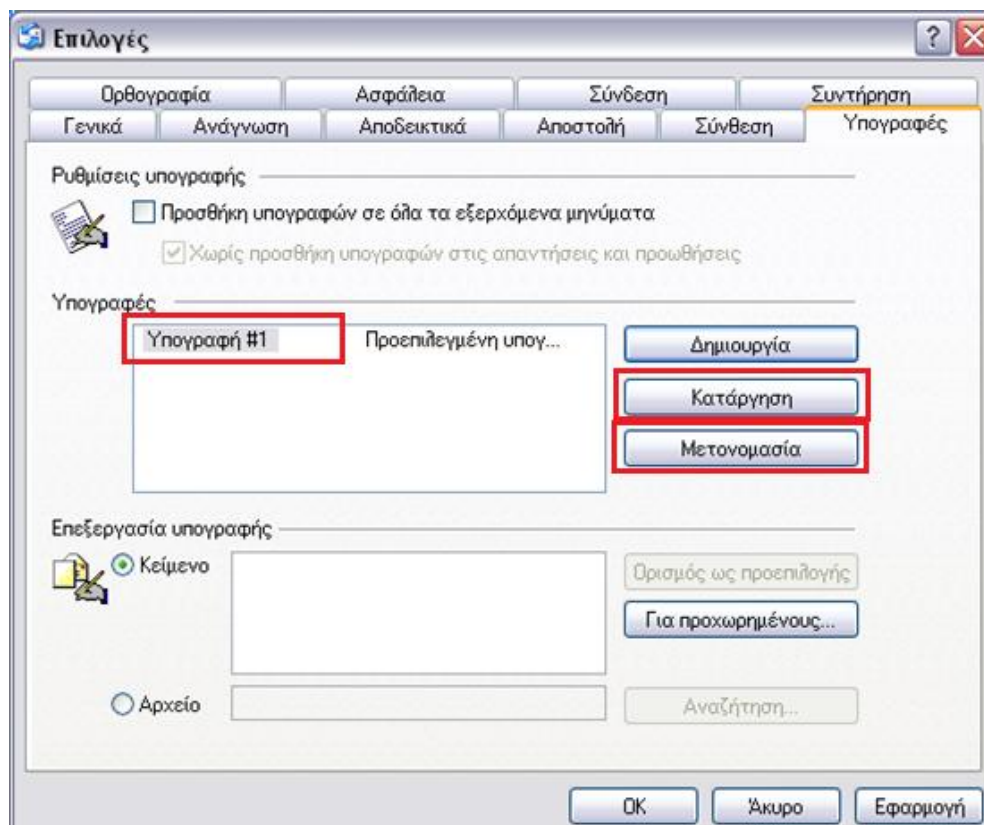 Επιλογές
Ορθογραφία Ασφάλεια Σύνδεση Συντήρηση
Γενικά Ανάγνωση Αποδεικτικά Αποστολή Σύνθεση Υπογραφές
Ρυθμίσεις υπογραφής
Προσθήκη υπογραφών σε όλα τα εξερχόμενα μηνύματα
Χωρίς προσθήκη υπογραφών στις απαντήσεις και προωθήσεις
Υπογραφές
Υπογραφή #1 Προεπιλεγμένη υπογ... Δημιουργία
Κατάργηση
Μετονομασία
Επεξεργασία υπογραφής
Κείμενο Ορισμός ως προεπιλογής
Για προχωρημένους...
Αρχείο Αναζήτηση...
OK Άκυρο Εφαρμογή